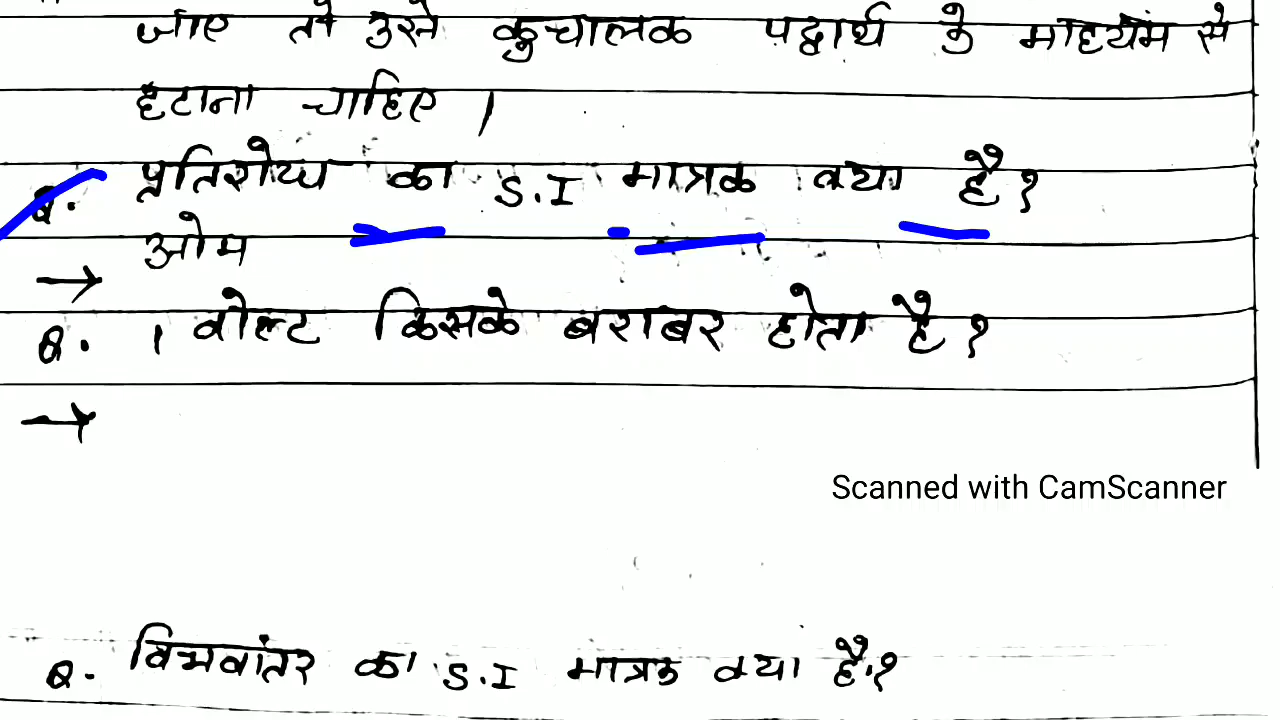 जाए तो उसे कुचालक पदार्थ के माध्यम से
हटाना चाहिए ।
Q. प्रतिरोध का S.I मात्रक क्या है?
→ ओम
Q. 1 वोल्ट किसके बराबर होता है?
→
Scanned with CamScanner
Q. विभवांतर का S.I मात्रक क्या है?